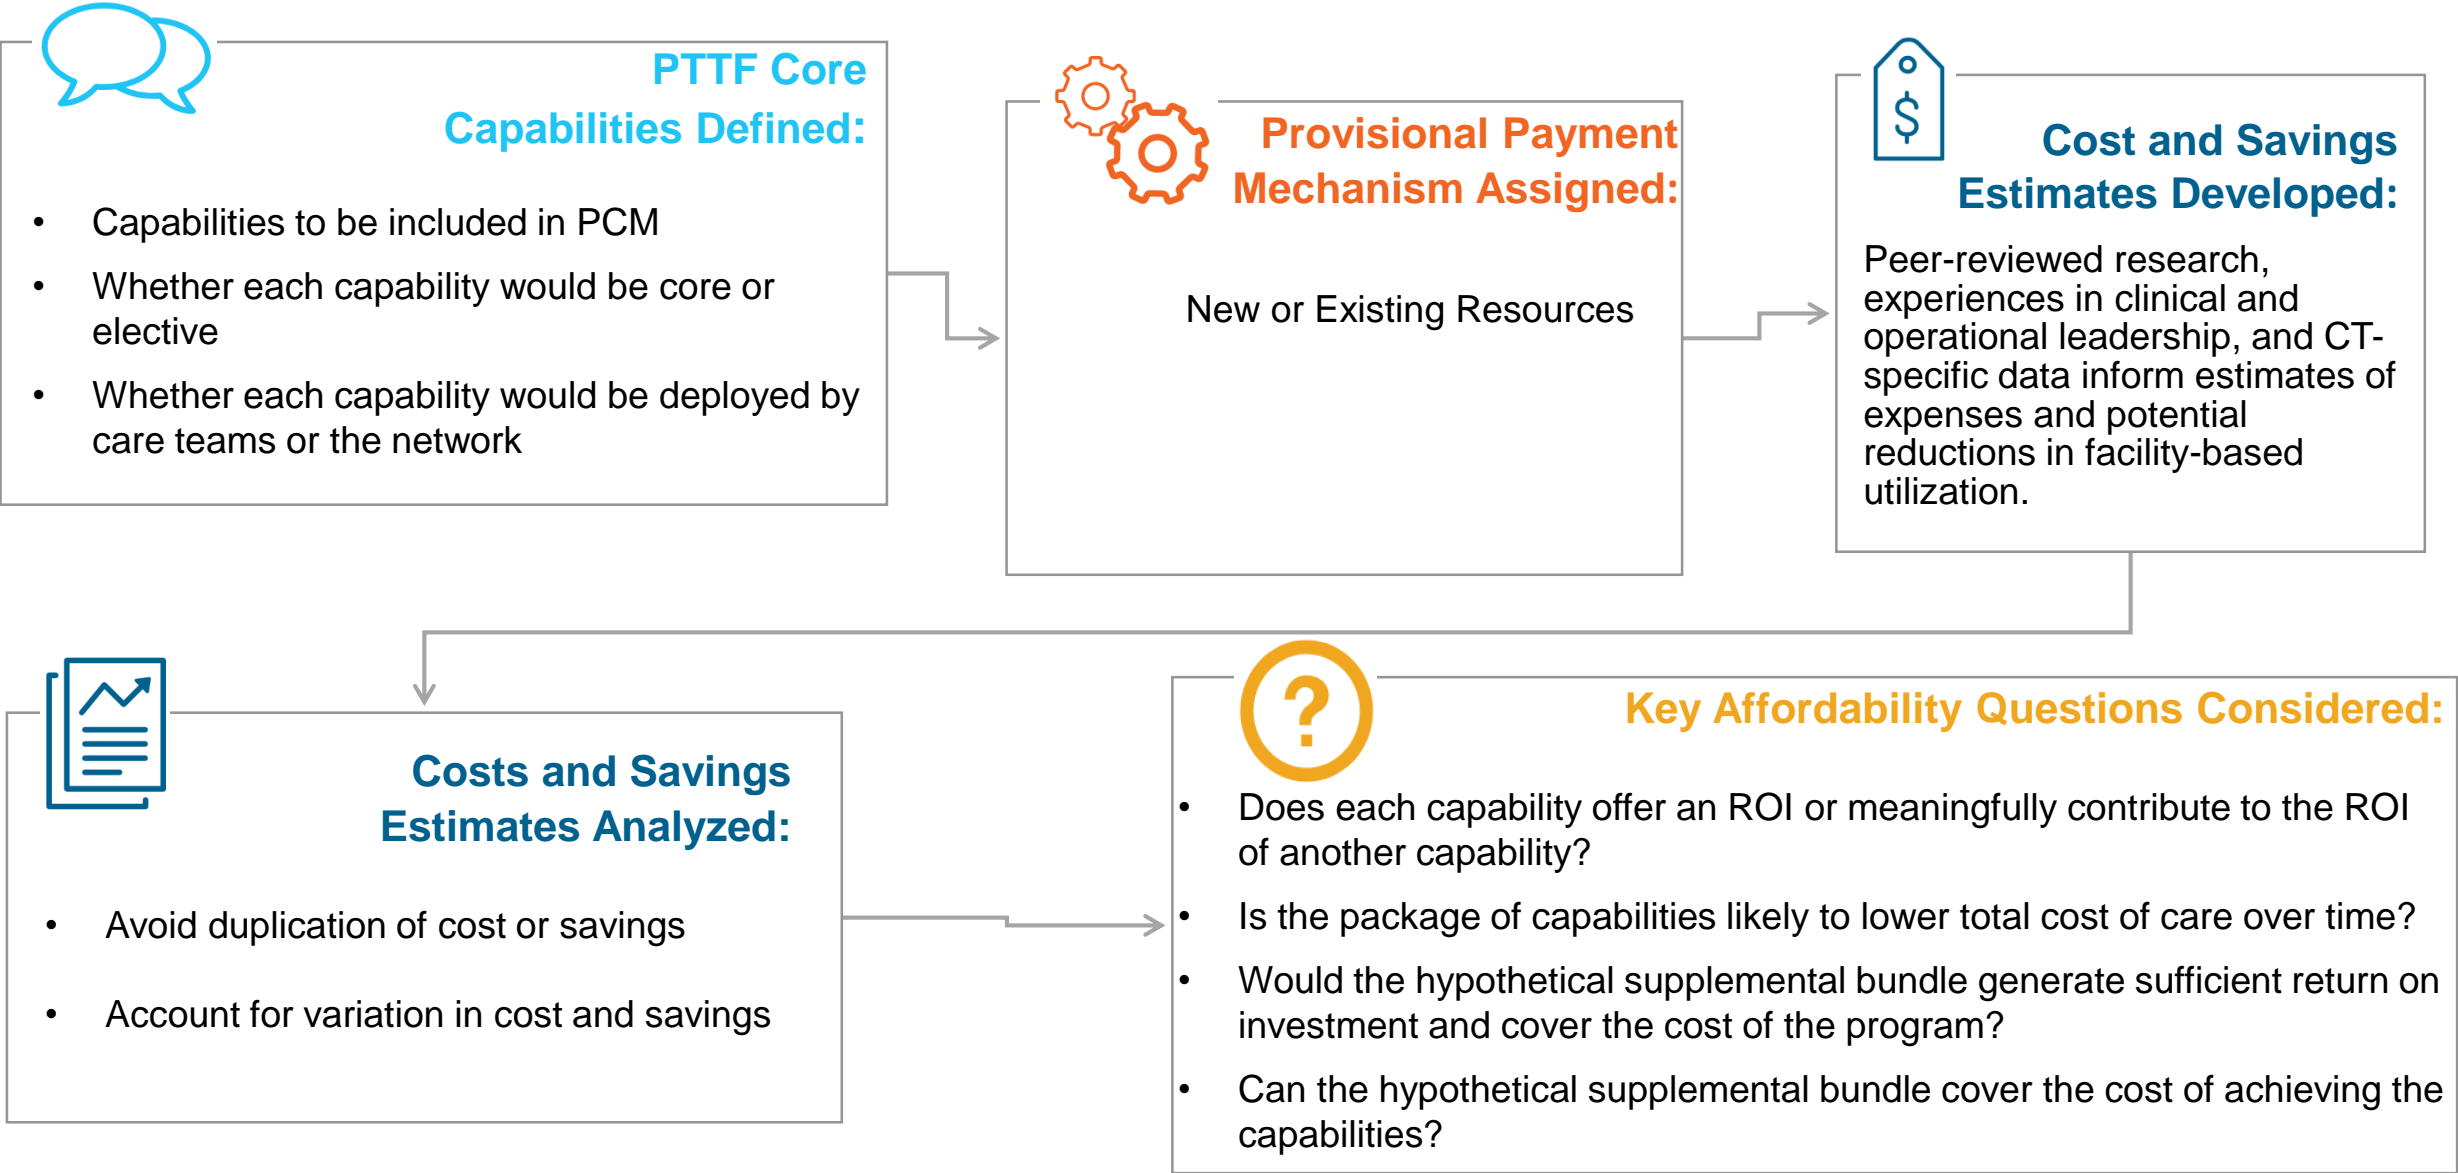 PTTF Core
Capabilities Defined:
• Capabilities to be included in PCM
• Whether each capability would be core or
elective
• Whether each capability would be deployed by
care teams or the network
Provisional Payment
Mechanism Assigned:
New or Existing Resources
$
Cost and Savings
Estimates Developed:
Peer-reviewed research,
experiences in clinical and
operational leadership, and CT-
specific data inform estimates of
expenses and potential
reductions in facility-based
utilization.
Costs and Savings
Estimates Analyzed:
• Avoid duplication of cost or savings
• Account for variation in cost and savings
?
Key Affordability Questions Considered:
• Does each capability offer an ROI or meaningfully contribute to the ROI
of another capability?
• Is the package of capabilities likely to lower total cost of care over time?
• Would the hypothetical supplemental bundle generate sufficient return on
investment and cover the cost of the program?
• Can the hypothetical supplemental bundle cover the cost of achieving the
capabilities?